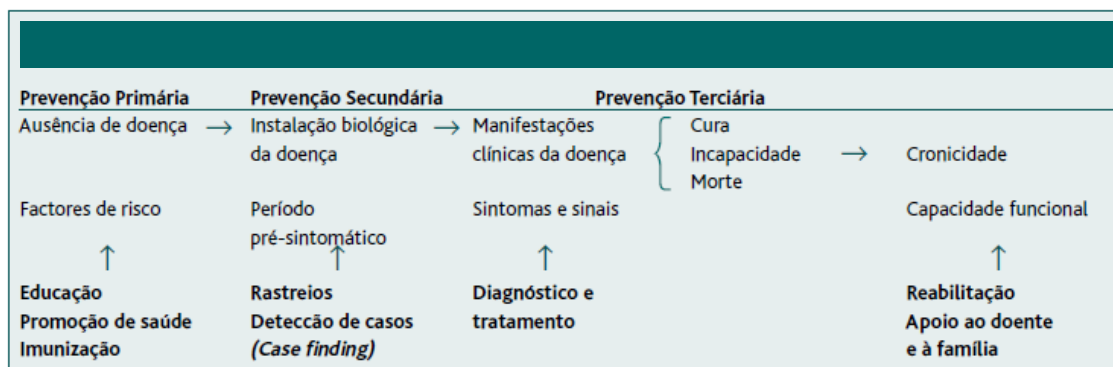 Prevenção Primária Prevenção Secundária Prevenção Terciária
Ausência de doença → Instalação biológica → Manifestações { Cura
da doença clínicas da doença Incapacidade → Cronicidade
Morte
Factores de risco Período Sintomas e sinais Capacidade funcional
pré-sintomático
↑ ↑ ↑ ↑
Educação Rastreios Diagnóstico e Reabilitação
Promoção de saúde Detecção de casos tratamento Apoio ao doente
Imunização (Case finding) e à família